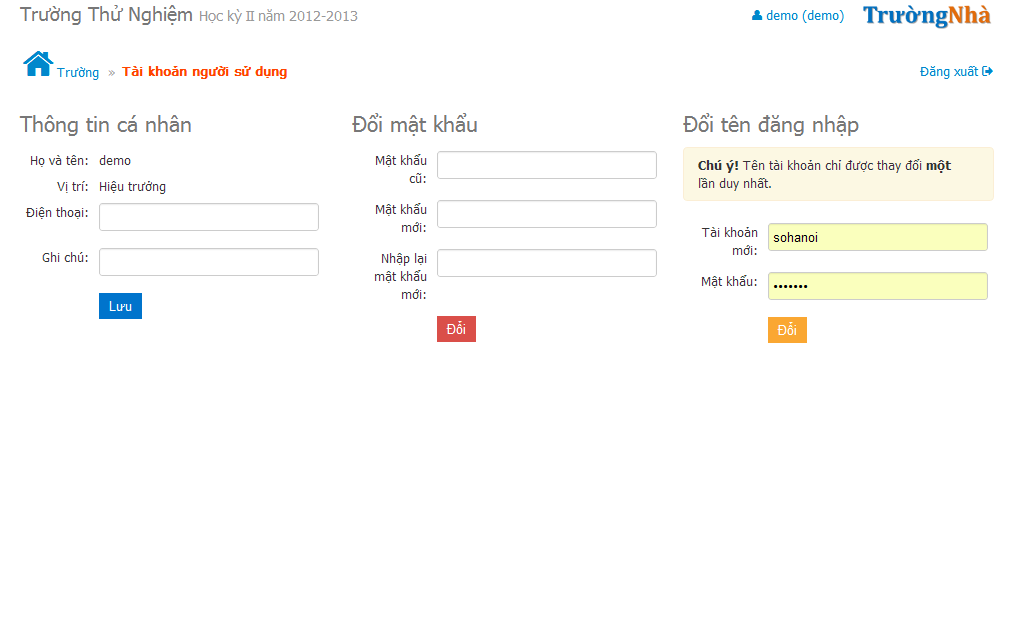 Trường Thử Nghiệm Học kỳ II năm 2012-2013
demo (demo)
TrườngNhà
Trường » Tài khoản người sử dụng
Đăng xuất
Thông tin cá nhân
Họ và tên: demo
Vị trí: Hiệu trưởng
Điện thoại:
Ghi chú:
Lưu
Đổi mật khẩu
Mật khẩu
cũ:
Mật khẩu
mới:
Nhập lại
mật khẩu
mới:
Đổi
Đổi tên đăng nhập
Chú ý! Tên tài khoản chỉ được thay đổi một
lần duy nhất.
Tài khoản
mới:
sohanoi
Mật khẩu: •••••••
Đổi